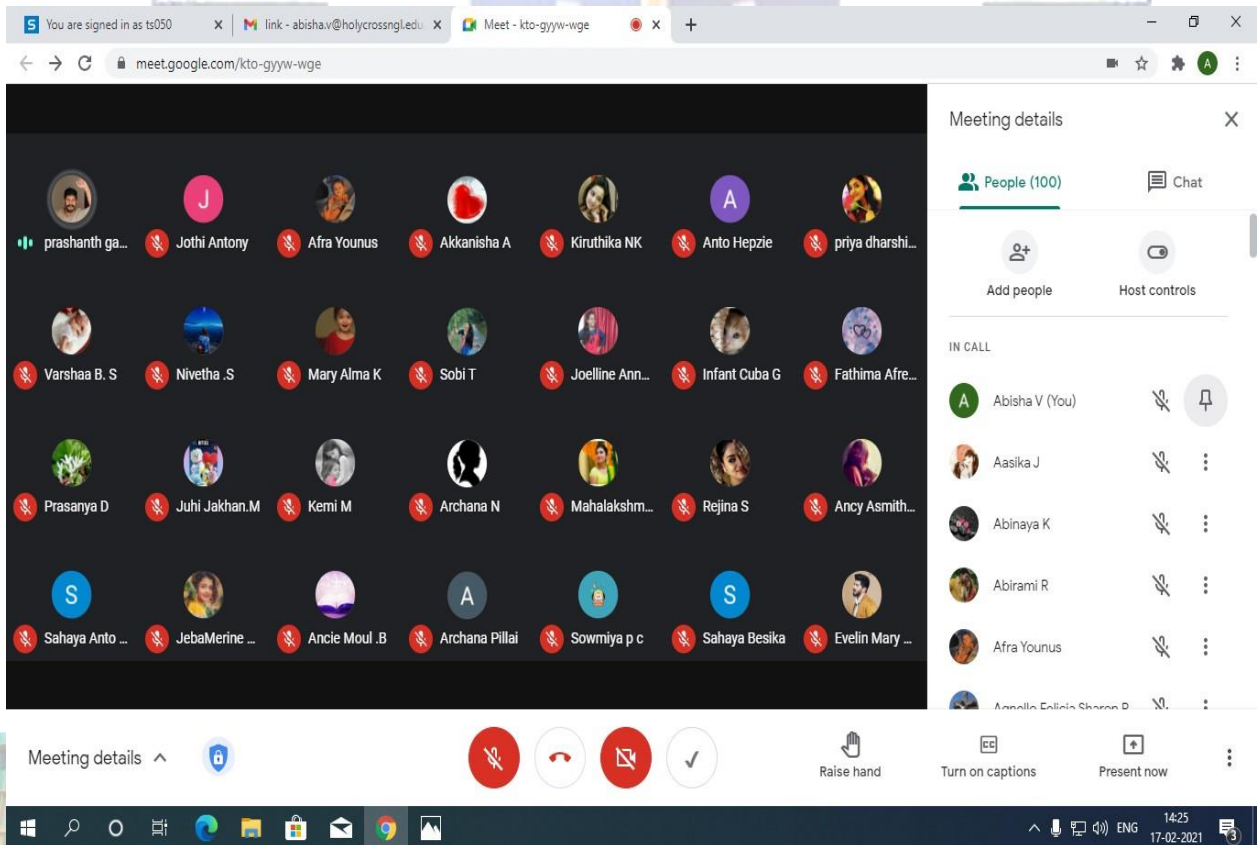 You are signed in as ts050
link - abisha.v@holycrossngl.edu
Meet - kto-gyyw-wge
meet.google.com/kto-gyyw-wge
A
Meeting details
People (100)
Chat
Add people
Host controls
IN CALL
A Abisha V (You)
Aasika J
Abinaya K
Abirami R
Afra Younus
Agnello Felicia Sharon
J
A
prashanth ga...
Jothi Antony
Afra Younus
Akkanisha A
Kiruthika NK
Anto Hepzie
priya dharshi...
Varshaa B. S
Nivetha .S
Mary Alma K
Sobi T
Joelline Ann...
Infant Cuba G
Fathima Afre...
Prasanya D
Juhi Jakhan.M
Kemi M
Archana N
Mahalakshm...
Rejina S
Ancy Asmith...
S
A
S
Sahaya Anto ...
JebaMerine ...
Ancie Moul .B
Archana Pillai
Sowmiya p c
Sahaya Besika
Evelin Mary ...
Meeting details
Raise hand
Turn on captions
Present now
ENG
14:25
17-02-2021
3